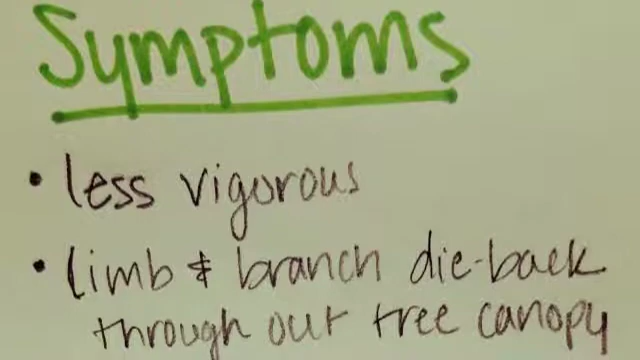 Symptoms
• less vigorous
• limb & branch die-back
through out tree canopy